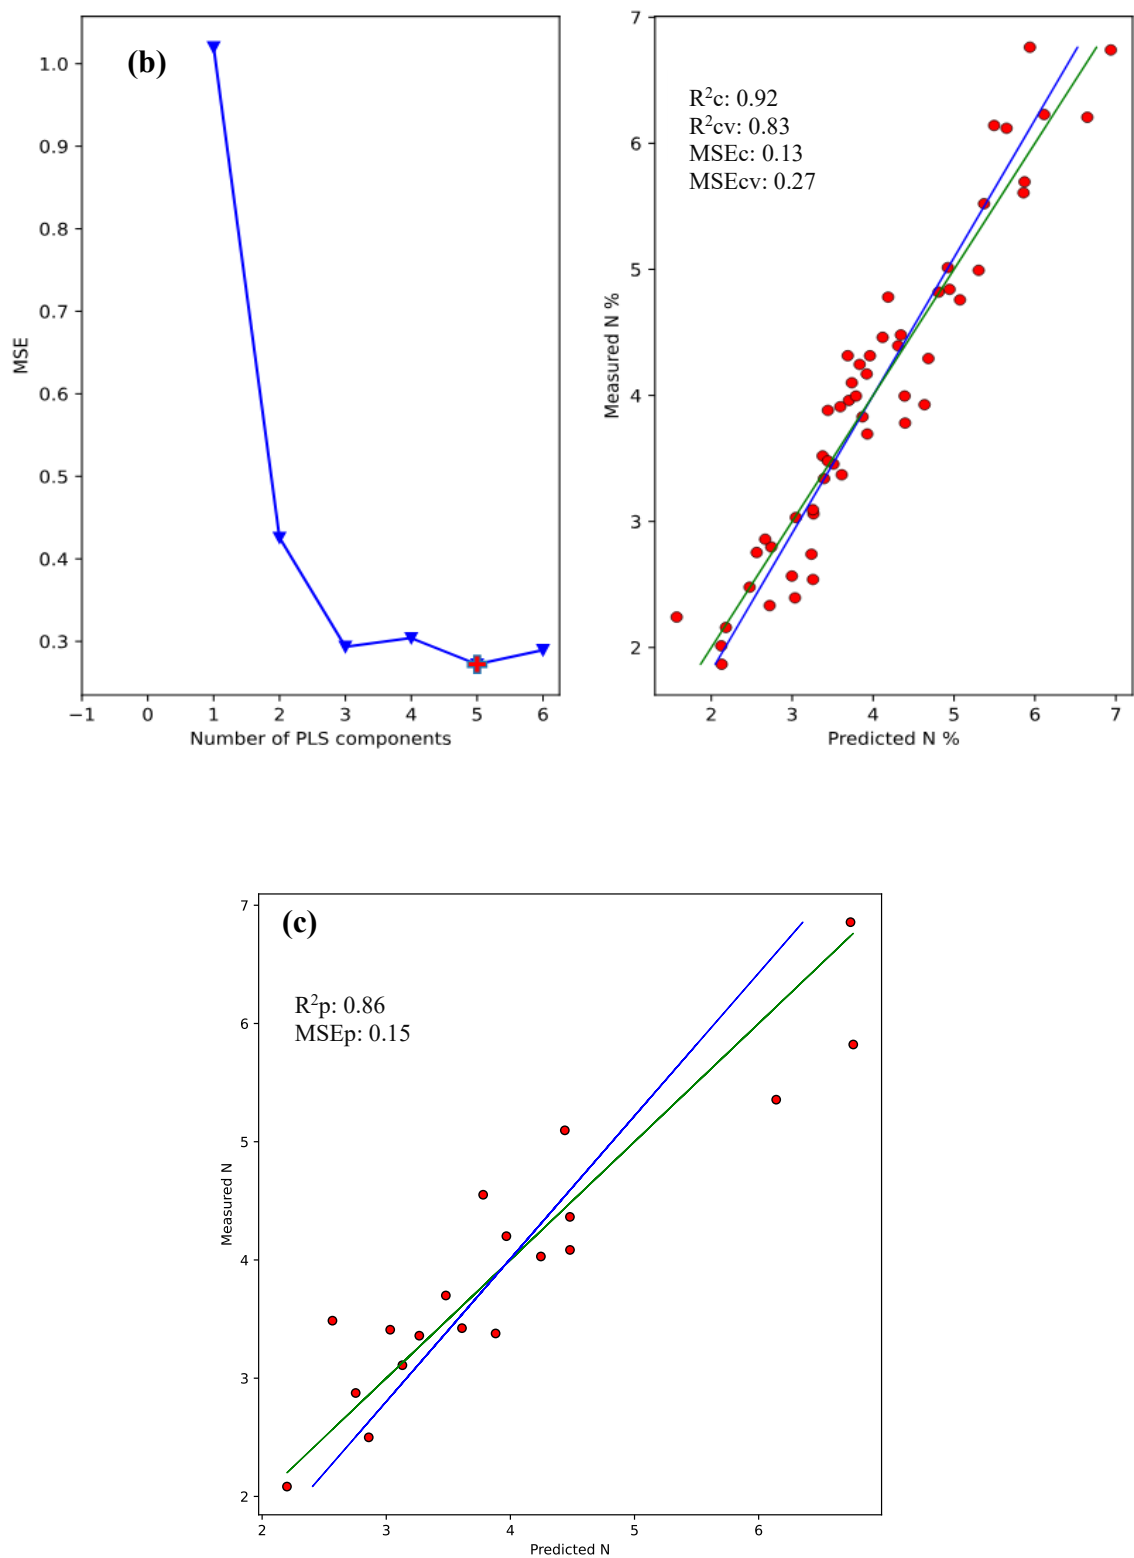 (b)
1.0
0.9
0.8
0.7
0.6
0.5
0.4
0.3
MSE
−1 0 1 2 3 4 5 6
Number of PLS components
R²c: 0.92
R²cv: 0.83
MSEc: 0.13
MSEcv: 0.27
7
6
5
4
3
2
Measured N %
2 3 4 5 6 7
Predicted N %
(c)
R²p: 0.86
MSEp: 0.15
7
6
5
4
3
2
Measured N
2 3 4 5 6
Predicted N